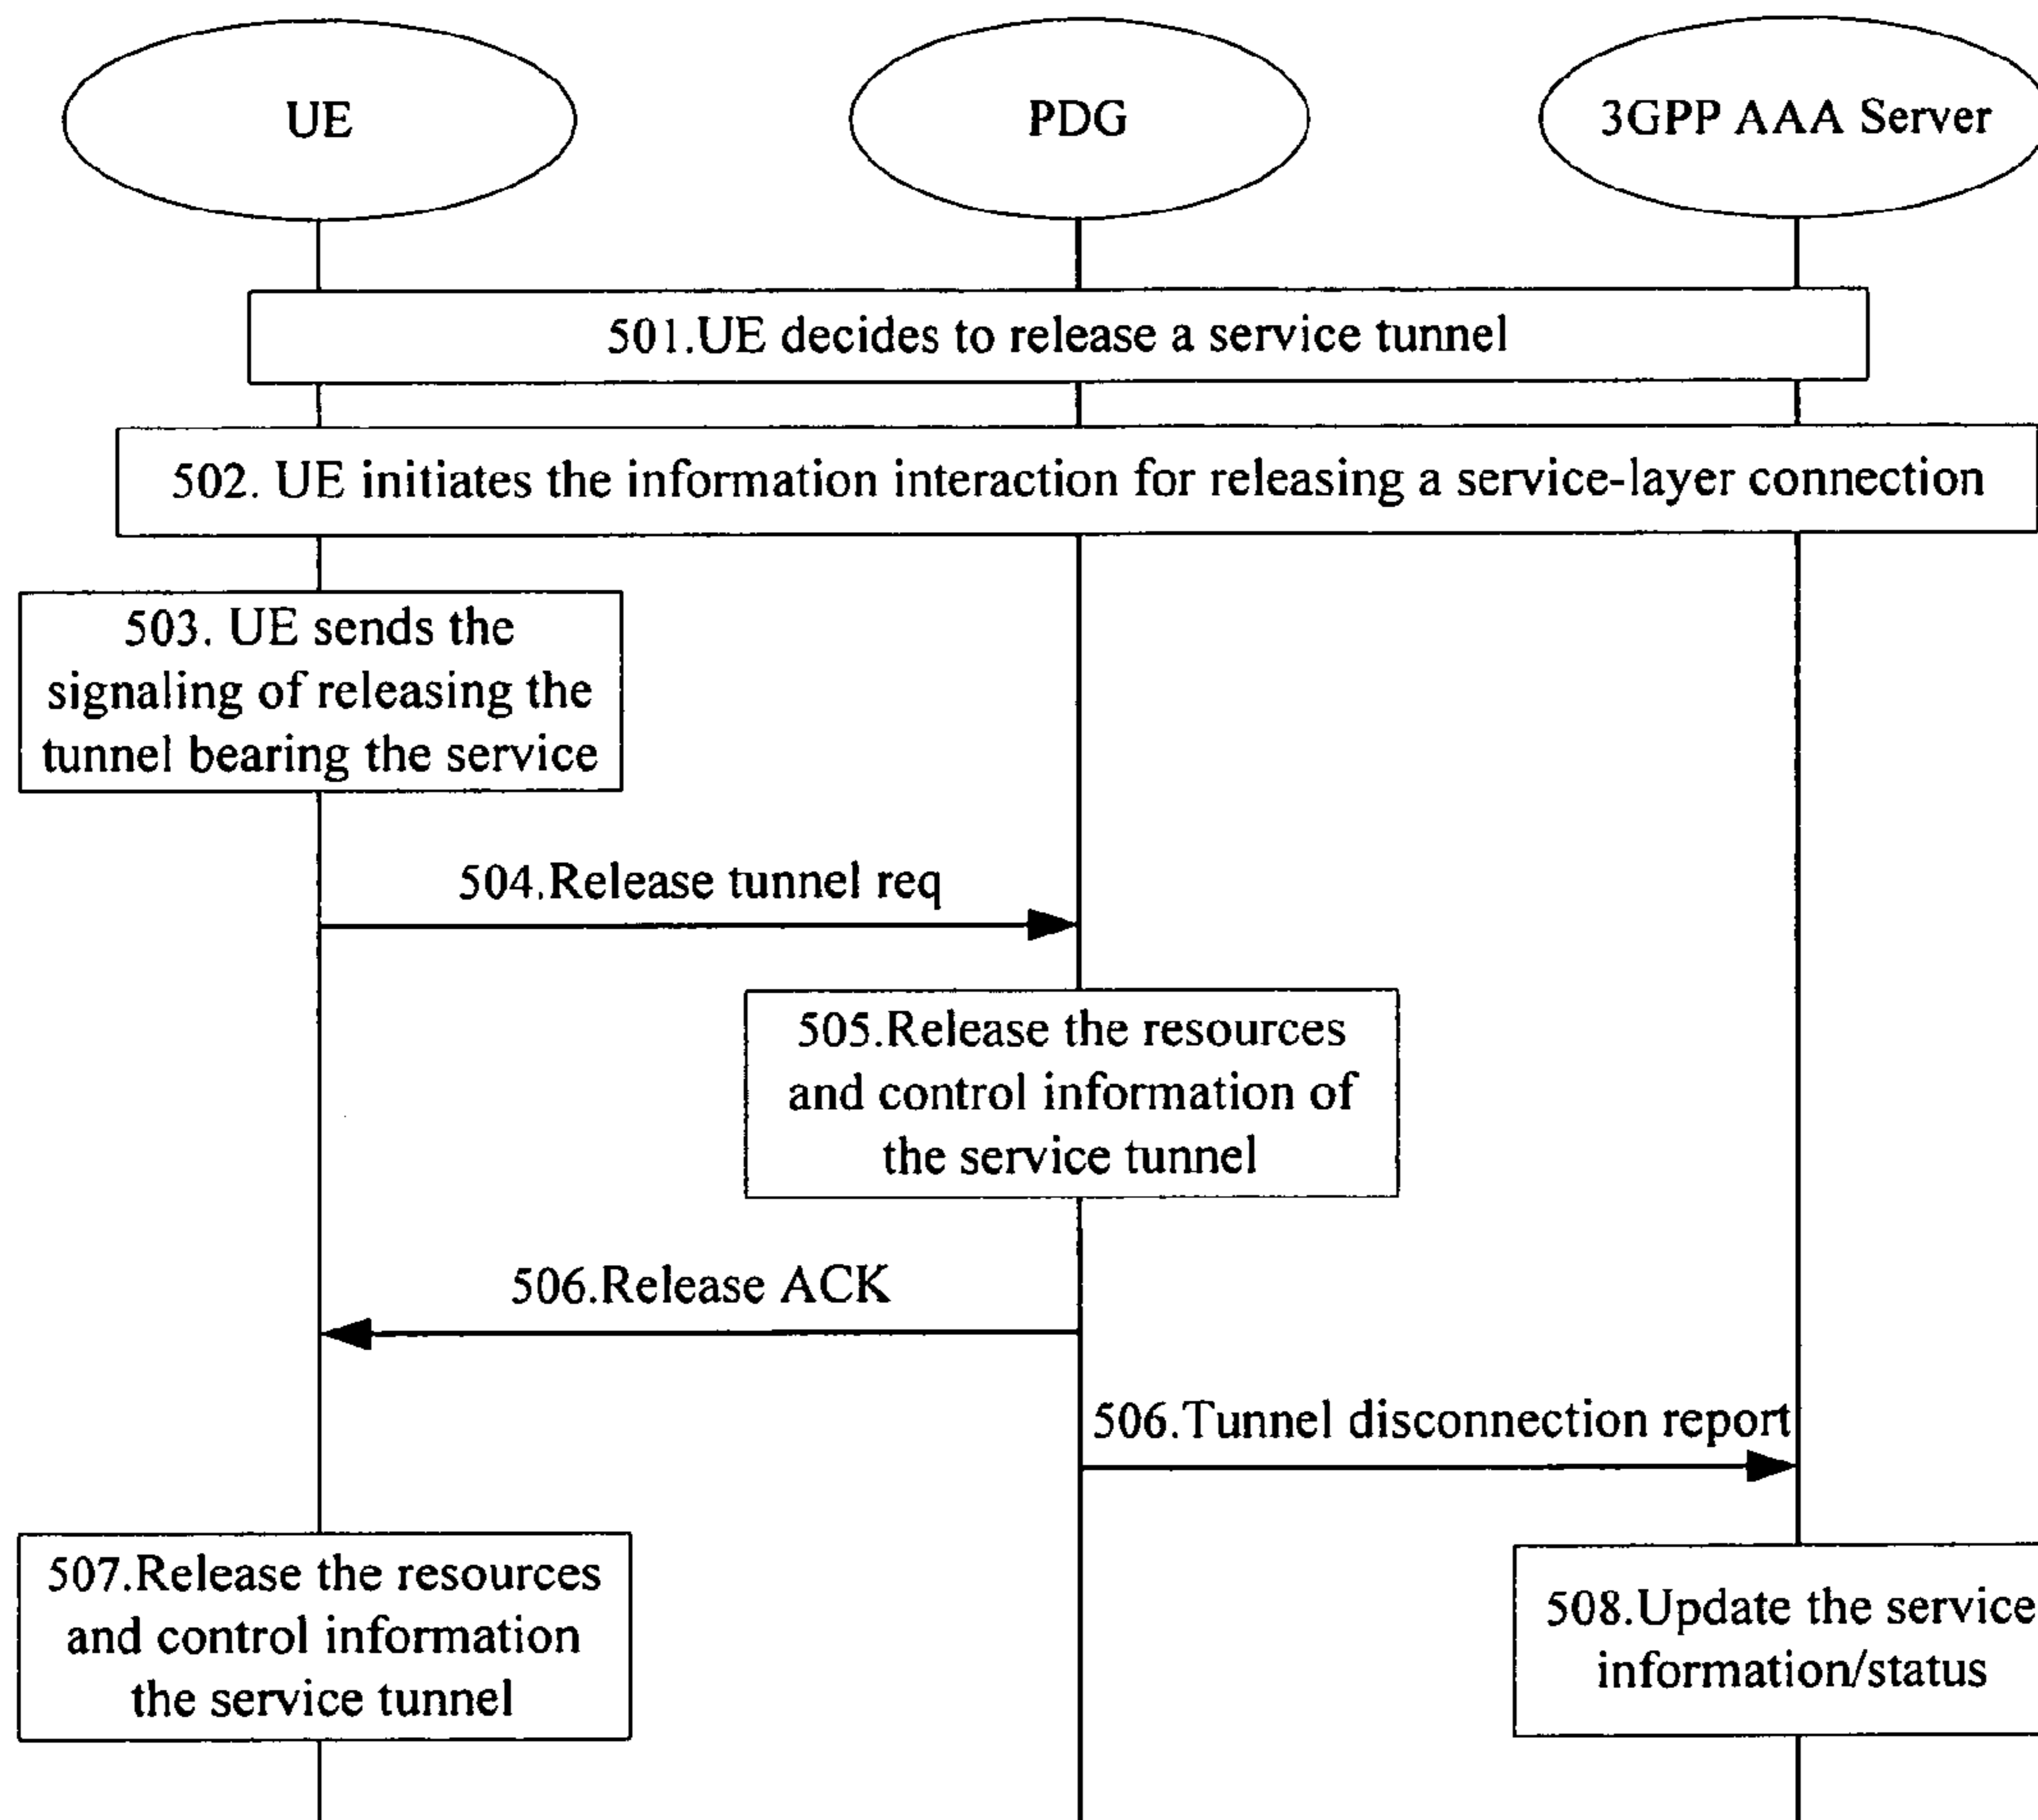 UE
PDG
3GPP AAA Server
501.UE decides to release a service tunnel
502. UE initiates the information interaction for releasing a service-layer connection
503. UE sends the
signaling of releasing the
tunnel bearing the service
504.Release tunnel req
505.Release the resources
and control information of
the service tunnel
506.Release ACK
506.Tunnel disconnection report
507.Release the resources
and control information
the service tunnel
508.Update the service
information/status